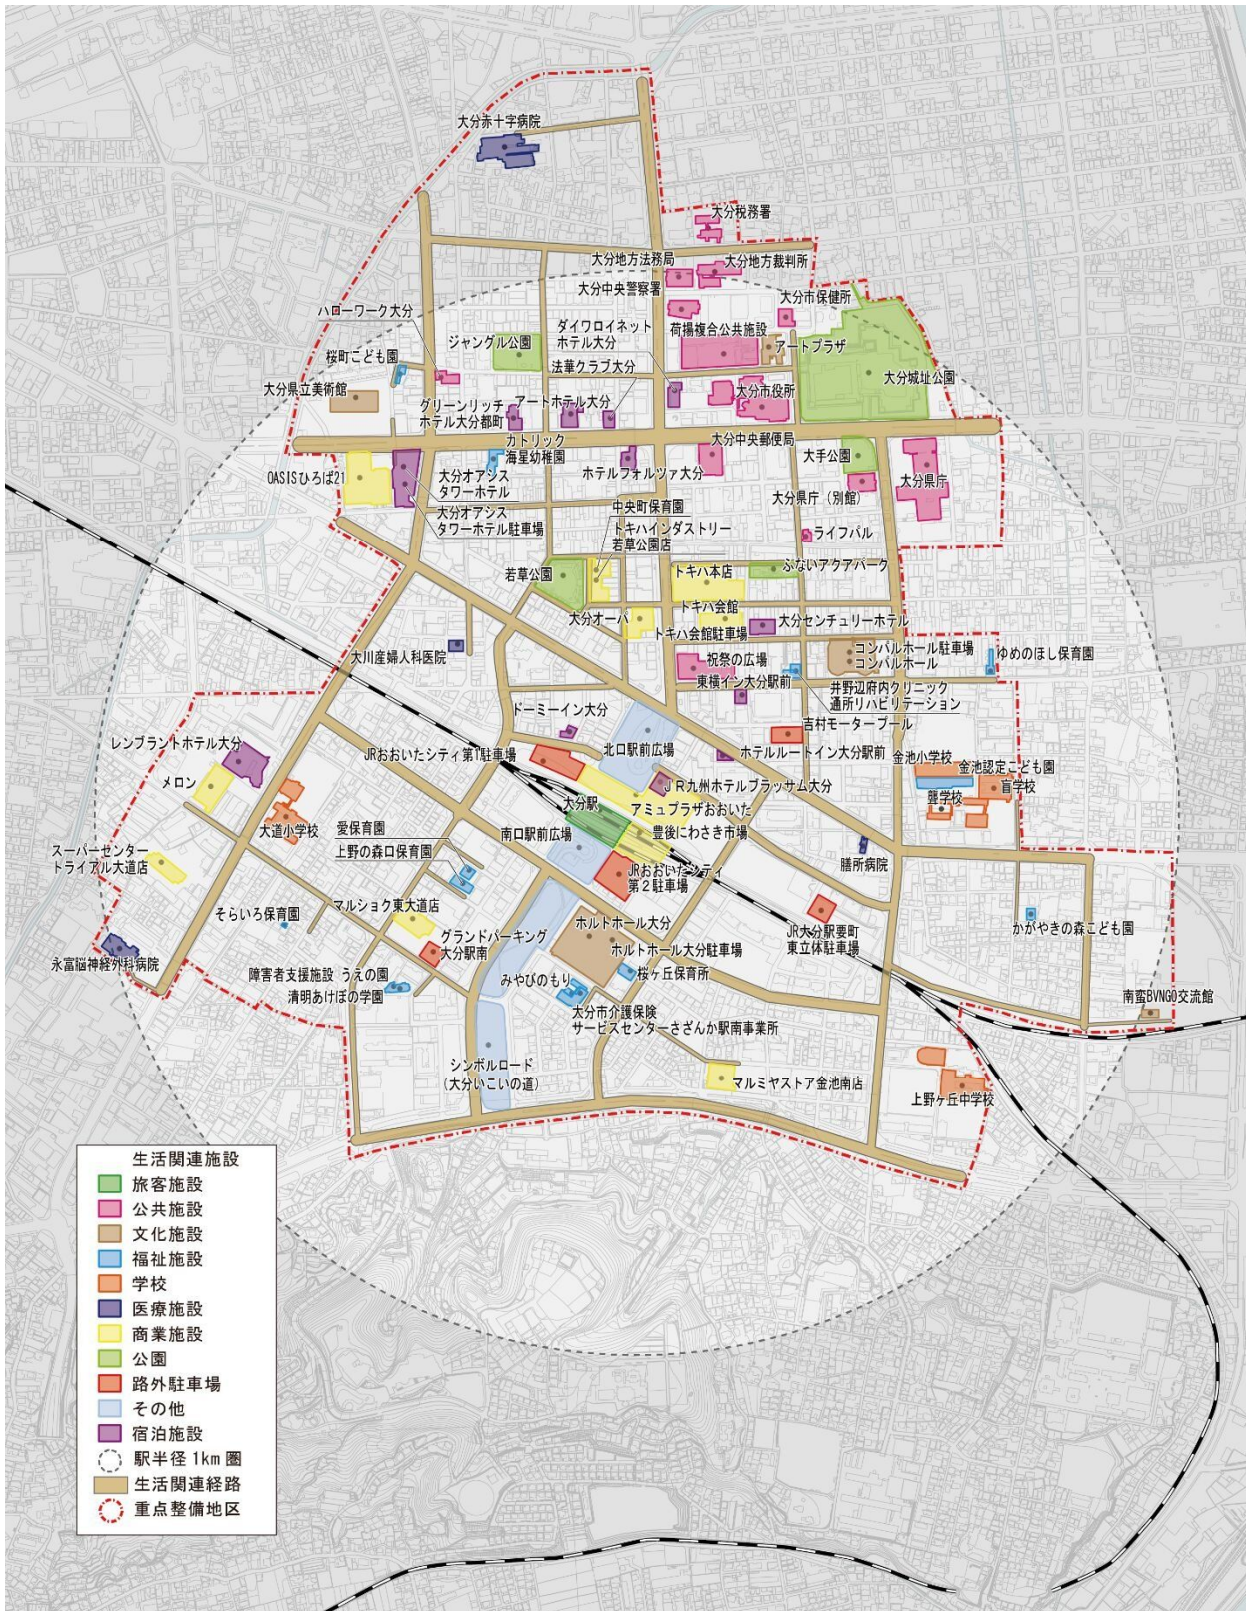 大分赤十字病院
大分税務署
大分地方法務局
大分地方裁判所
大分中央警察署
大分市保健所
ハローワーク大分
ダイワロイネット
ホテル大分
荷揚複合公共施設
ジャングル公園
アートプラザ
桜町こども園
法華クラブ大分
大分城址公園
大分県立美術館
グリーンリッチ
ホテル大分都町
アートホテル大分
大分市役所
カトリック
海星幼稚園
大分中央郵便局
大手公園
OASISひろば21
大分オアシス
タワーホテル
ホテルフォルツァ大分
大分県庁
大分県庁（別館）
大分オアシス
タワーホテル駐車場
中央町保育園
トキハインダストリー
若草公園店
ライフパル
若草公園
トキハ本店
ふないアクアパーク
大分オーパ
トキハ会館
大分センチュリーホテル
トキハ会館駐車場
コンパルホール駐車場
コンパルホール
ゆめのほし保育園
大川産婦人科医院
祝祭の広場
東横イン大分駅前
井野辺府内クリニック
通所リハビリテーション
ドーミーイン大分
吉村モータープール
レンブラントホテル大分
JRおおいたシティ第1駐車場
北口駅前広場
ホテルルートイン大分駅前
金池小学校
金池認定こども園
メロン
ＪＲ九州ホテルブラッサム大分
盲学校
聾学校
大分駅
アミュプラザおおいた
大道小学校
愛保育園
南口駅前広場
豊後にわさき市場
上野の森口保育園
スーパーセンター
トライアル大道店
膳所病院
JRおおいたシティ
第２駐車場
マルショク東大道店
そらいろ保育園
ホルトホール大分
JR大分駅要町
東立体駐車場
かがやきの森こども園
グランドパーキング
大分駅南
ホルトホール大分駐車場
永冨脳神経外科病院
障害者支援施設 うえの園
清明あけぼの学園
みやびのもり
桜ヶ丘保育所
南蛮BVNGO交流館
大分市介護保険
サービスセンターさざんか駅南事業所
シンボルロード
（大分いこいの道）
マルミヤストア金池南店
上野ヶ丘中学校
生活関連施設
旅客施設
公共施設
文化施設
福祉施設
学校
医療施設
商業施設
公園
路外駐車場
その他
宿泊施設
駅半径1km圏
生活関連経路
重点整備地区